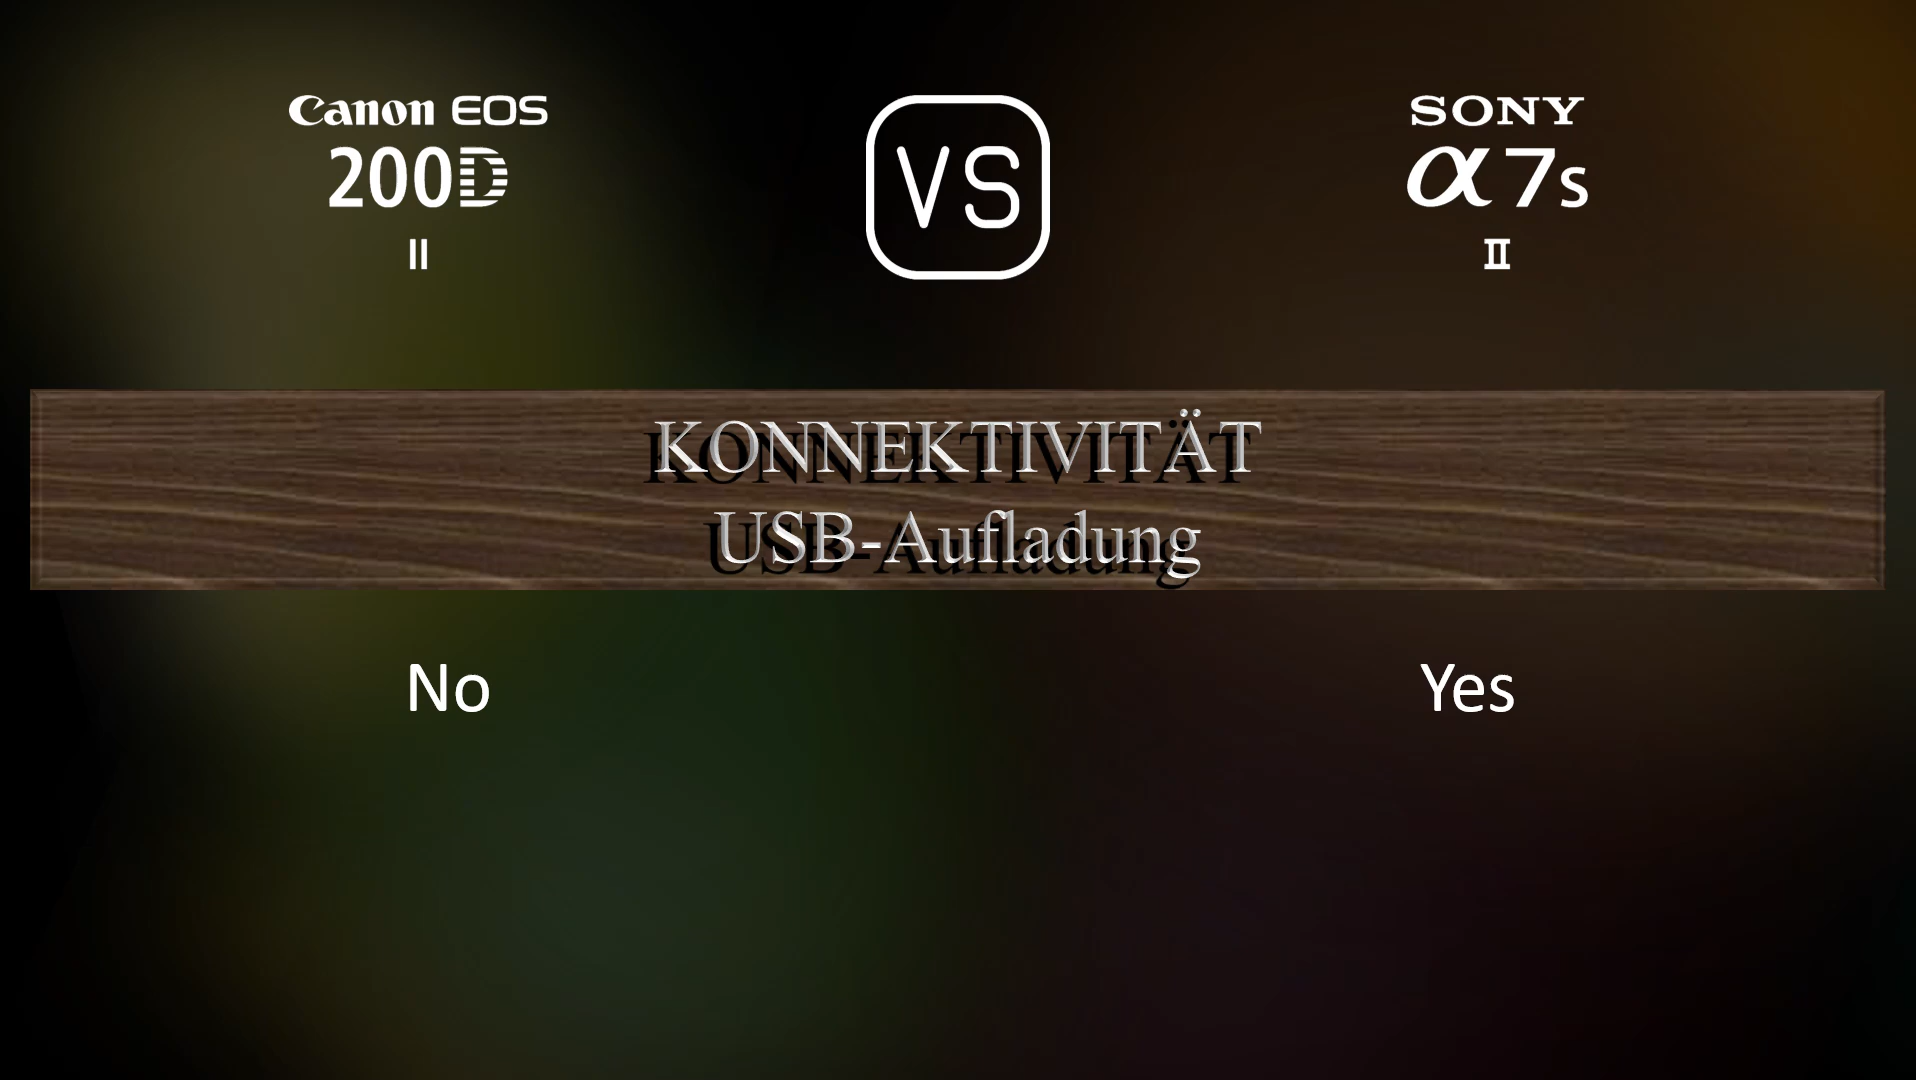 Canon EOS
200D
II
VS
SONY
α7s
II
KONNEKTIVITÄT
USB-Aufladung
No
Yes